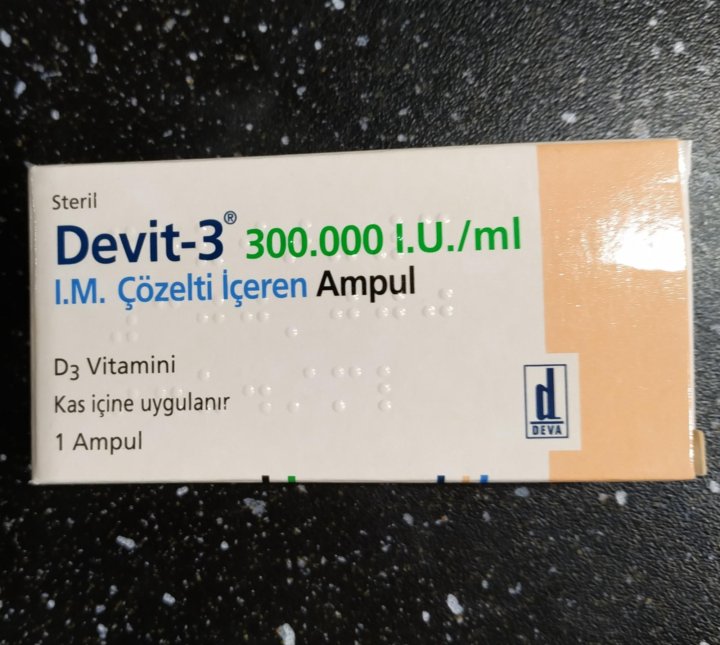 Steril
Devit-3® 300.000 I.U./ml
I.M. Çözelti İçeren Ampul
D3 Vitamini
Kas içine uygulanır
1 Ampul
d
DEVA